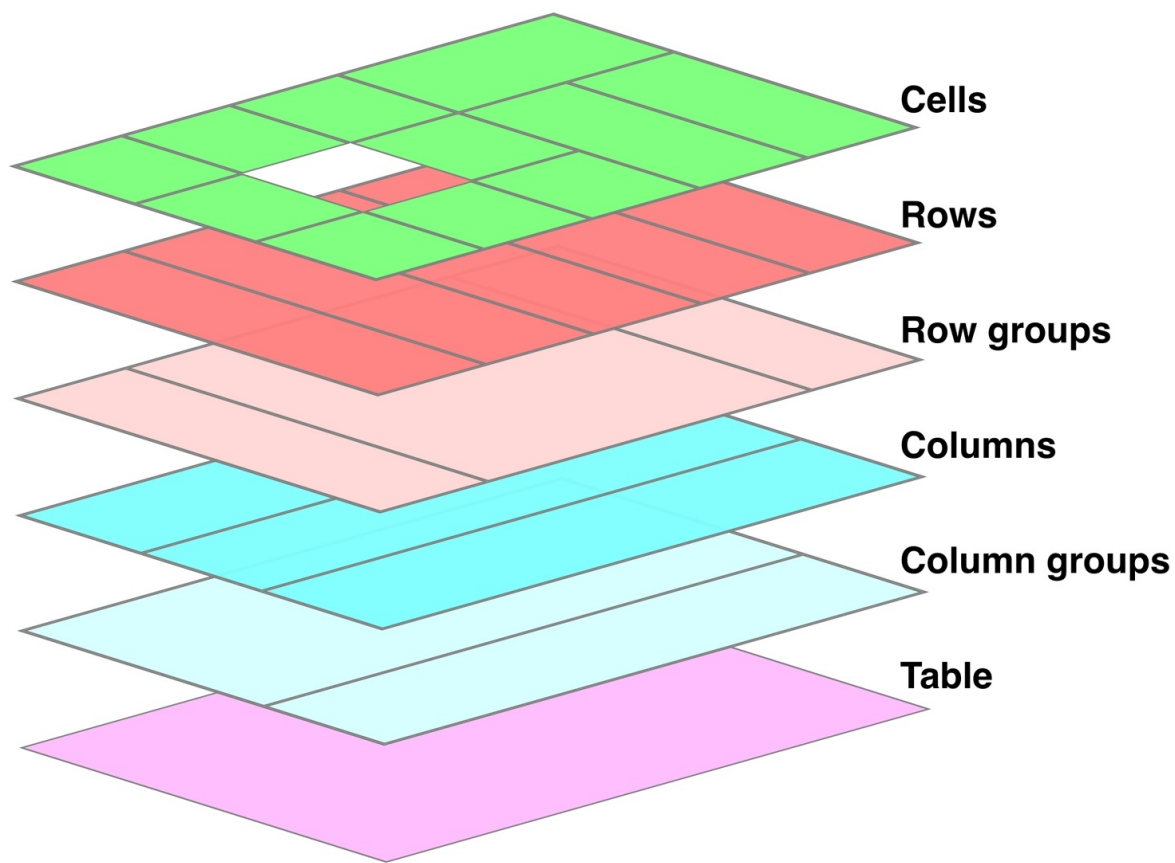 Cells
Rows
Row groups
Columns
Column groups
Table